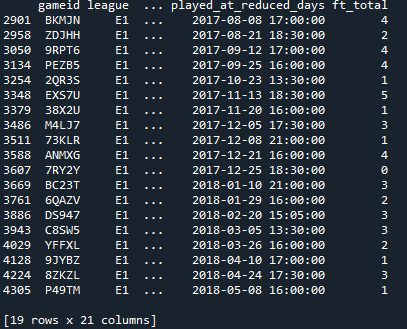 gameid league ... played_at_reduced_days ft_total
2901 BKMJN E1 ... 2017-08-08 17:00:00 4
2958 ZDJHH E1 ... 2017-08-21 18:30:00 2
3050 9RPT6 E1 ... 2017-09-12 17:00:00 4
3134 PEZB5 E1 ... 2017-09-25 16:00:00 4
3254 2QR3S E1 ... 2017-10-23 13:30:00 1
3348 EXS7U E1 ... 2017-11-13 18:30:00 5
3379 38X2U E1 ... 2017-11-20 16:00:00 1
3486 M4LJ7 E1 ... 2017-12-05 17:30:00 3
3511 73KLR E1 ... 2017-12-08 21:00:00 1
3588 ANMXG E1 ... 2017-12-21 16:00:00 4
3607 7RY2Y E1 ... 2017-12-25 18:30:00 0
3669 BC23T E1 ... 2018-01-10 21:00:00 3
3761 6QAZV E1 ... 2018-01-29 16:00:00 2
3886 DS947 E1 ... 2018-02-20 15:05:00 3
3943 C8SW5 E1 ... 2018-03-05 13:30:00 3
4029 YFFXL E1 ... 2018-03-26 16:00:00 2
4128 9JYBZ E1 ... 2018-04-10 17:00:00 1
4224 8ZKZL E1 ... 2018-04-24 17:30:00 3
4305 P49TM E1 ... 2018-05-08 16:00:00 1
[19 rows x 21 columns]